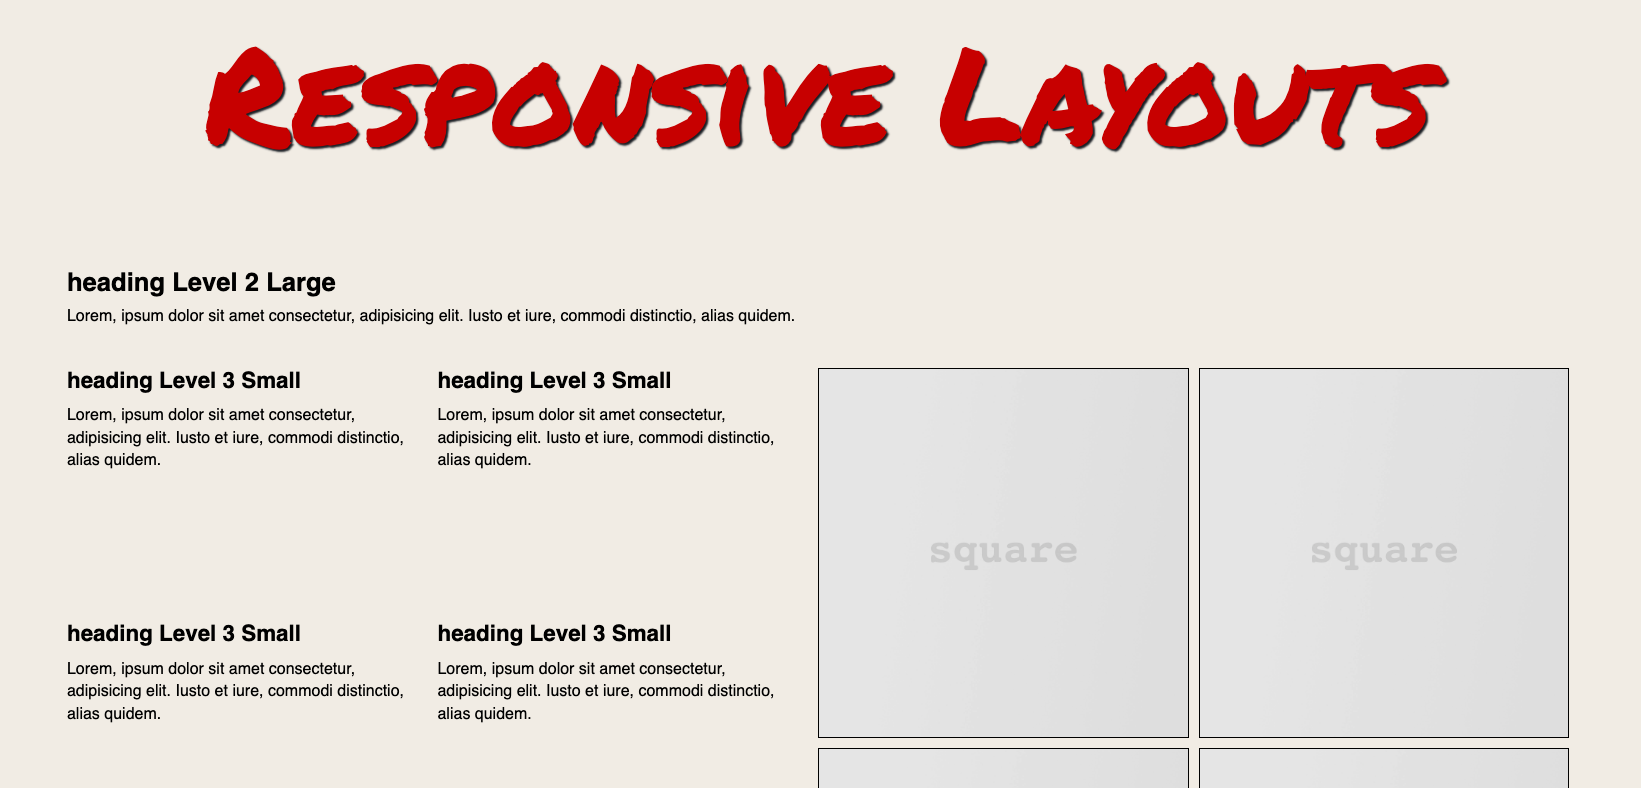 Responsive Layouts
heading Level 2 Large
Lorem, ipsum dolor sit amet consectetur, adipisicing elit. Iusto et iure, commodi distinctio, alias quidem.
heading Level 3 Small
Lorem, ipsum dolor sit amet consectetur,
adipisicing elit. Iusto et iure, commodi distinctio,
alias quidem.
heading Level 3 Small
Lorem, ipsum dolor sit amet consectetur,
adipisicing elit. Iusto et iure, commodi distinctio,
alias quidem.
heading Level 3 Small
Lorem, ipsum dolor sit amet consectetur,
adipisicing elit. Iusto et iure, commodi distinctio,
alias quidem.
heading Level 3 Small
Lorem, ipsum dolor sit amet consectetur,
adipisicing elit. Iusto et iure, commodi distinctio,
alias quidem.
square
square